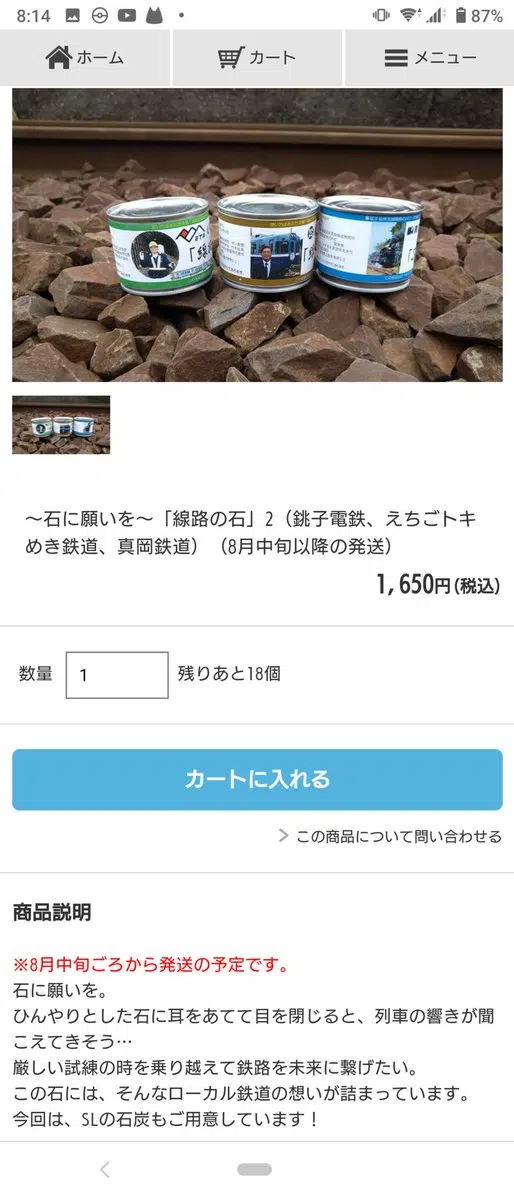 8:14
87%
ホーム
カート
メニュー
「線
～石に願いを～「線路の石」2（銚子電鉄、えちごトキ
めき鉄道、真岡鉄道）（8月中旬以降の発送）
1,650円(税込)
数量 1 残りあと18個
カートに入れる
> この商品について問い合わせる
商品説明
※8月中旬ごろから発送の予定です。
石に願いを。
ひんやりとした石に耳をあてて目を閉じると、列車の響きが聞
こえてきそう…
厳しい試練の時を乗り越えて鉄路を未来に繋げたい。
この石には、そんなローカル鉄道の想いが詰まっています。
今回は、SLの石炭もご用意しています！